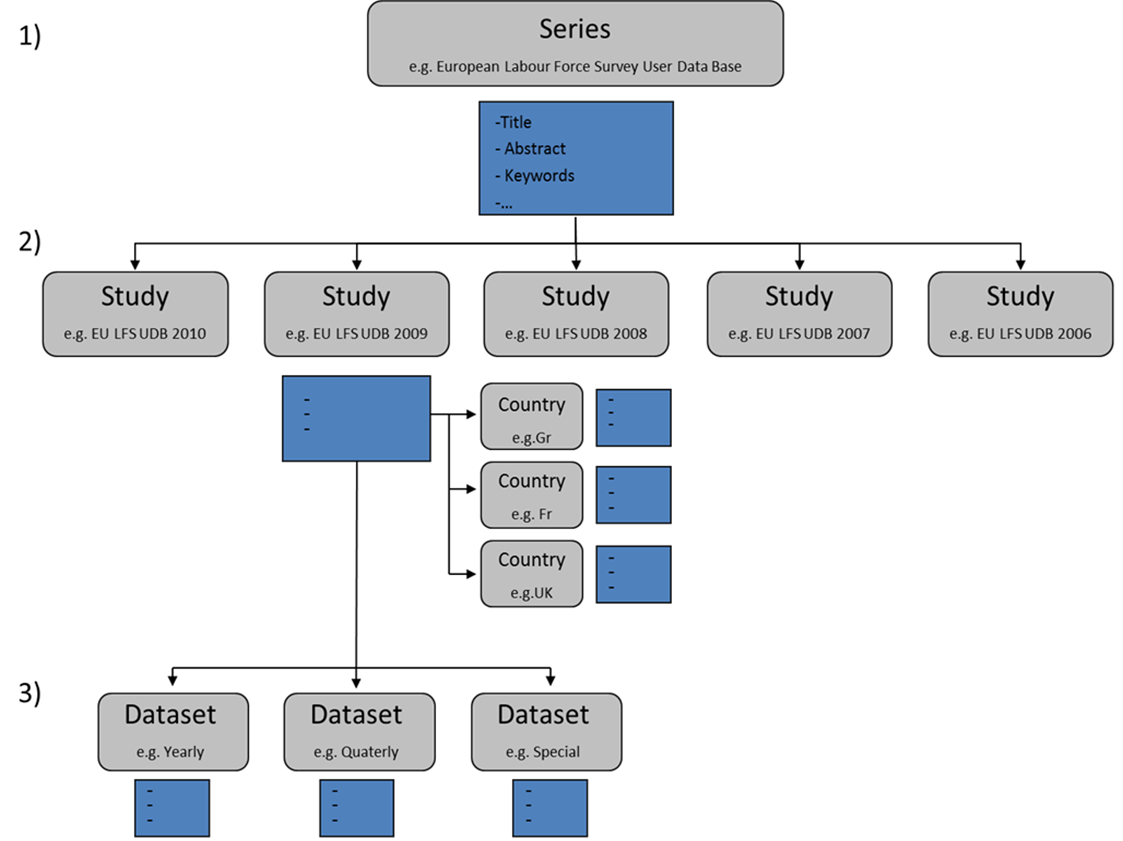 1)
Series
e.g. European Labour Force Survey User Data Base
-Title
- Abstract
- Keywords
-...
2)
Study
e.g. EU LFS UDB 2010
Study
e.g. EU LFS UDB 2009
Study
e.g. EU LFS UDB 2008
Study
e.g. EU LFS UDB 2007
Study
e.g. EU LFS UDB 2006
-
-
-
Country
e.g.Gr
-
-
-
Country
e.g. Fr
-
-
-
Country
e.g.UK
-
-
-
3)
Dataset
e.g. Yearly
Dataset
e.g. Quaterly
Dataset
e.g. Special
-
-
-
-
-
-
-
-
-